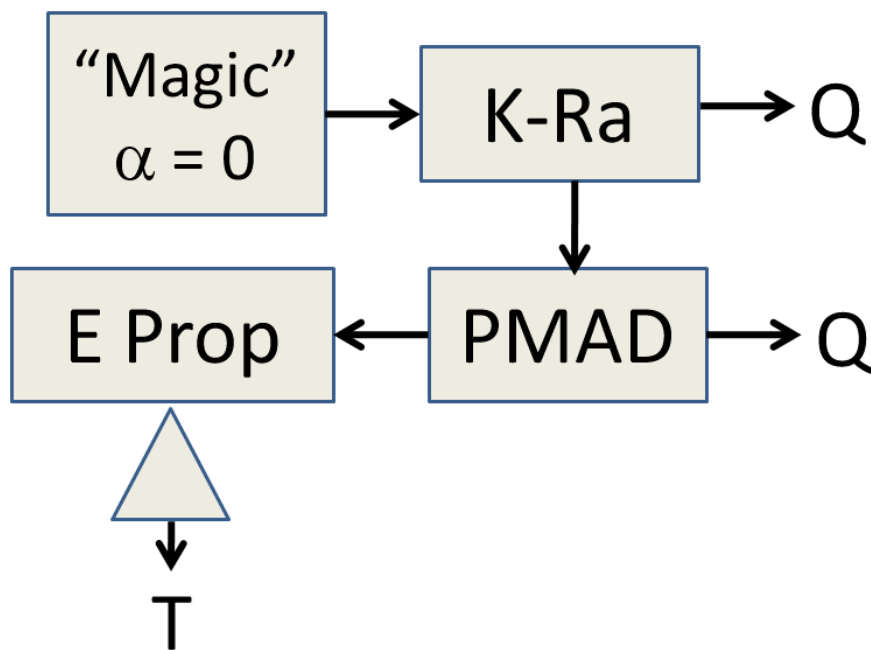 “Magic”
α = 0
K-Ra
Q
E Prop
PMAD
Q
T